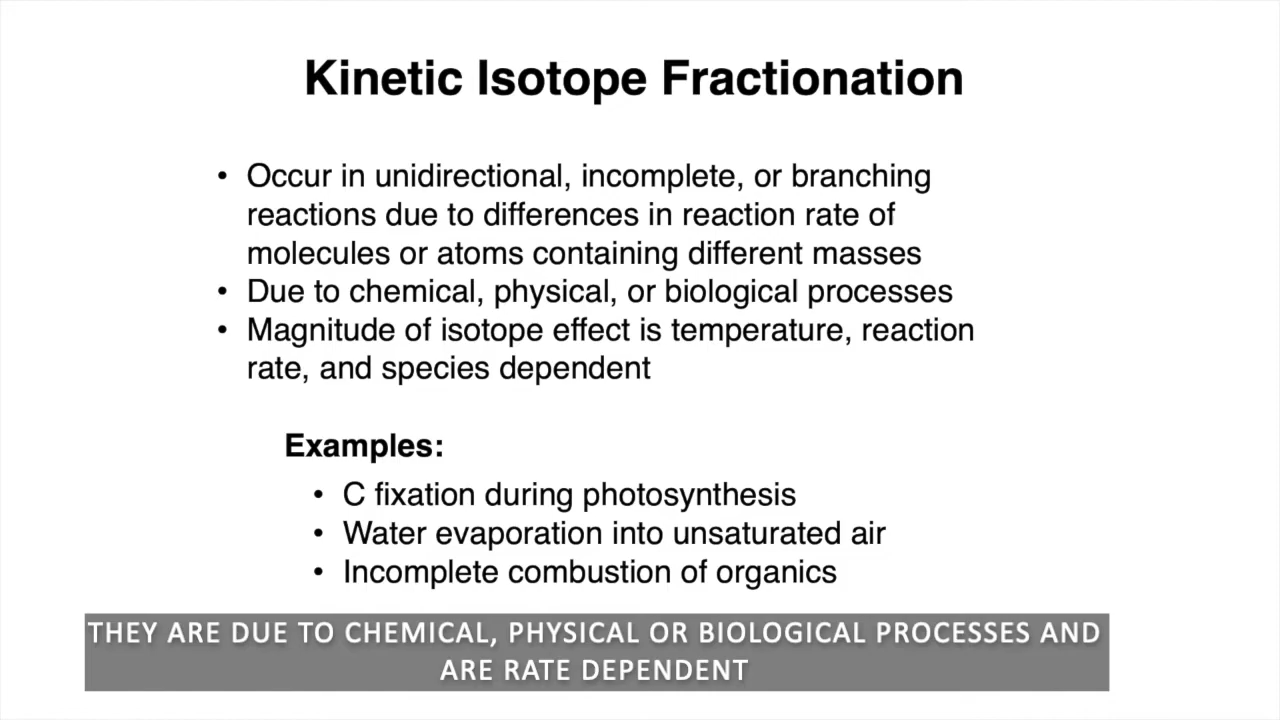 Kinetic Isotope Fractionation
• Occur in unidirectional, incomplete, or branching
reactions due to differences in reaction rate of
molecules or atoms containing different masses
• Due to chemical, physical, or biological processes
• Magnitude of isotope effect is temperature, reaction
rate, and species dependent
Examples:
• C fixation during photosynthesis
• Water evaporation into unsaturated air
• Incomplete combustion of organics
THEY ARE DUE TO CHEMICAL, PHYSICAL OR BIOLOGICAL PROCESSES AND
ARE RATE DEPENDENT